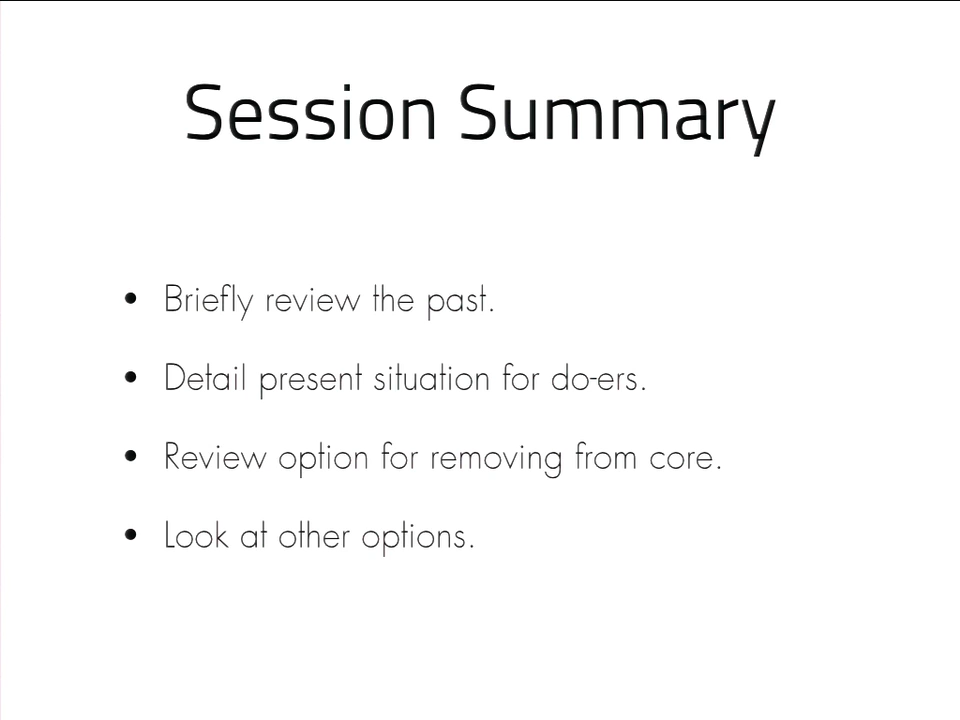 Session Summary
• Briefly review the past.
• Detail present situation for do-ers.
• Review option for removing from core.
• Look at other options.